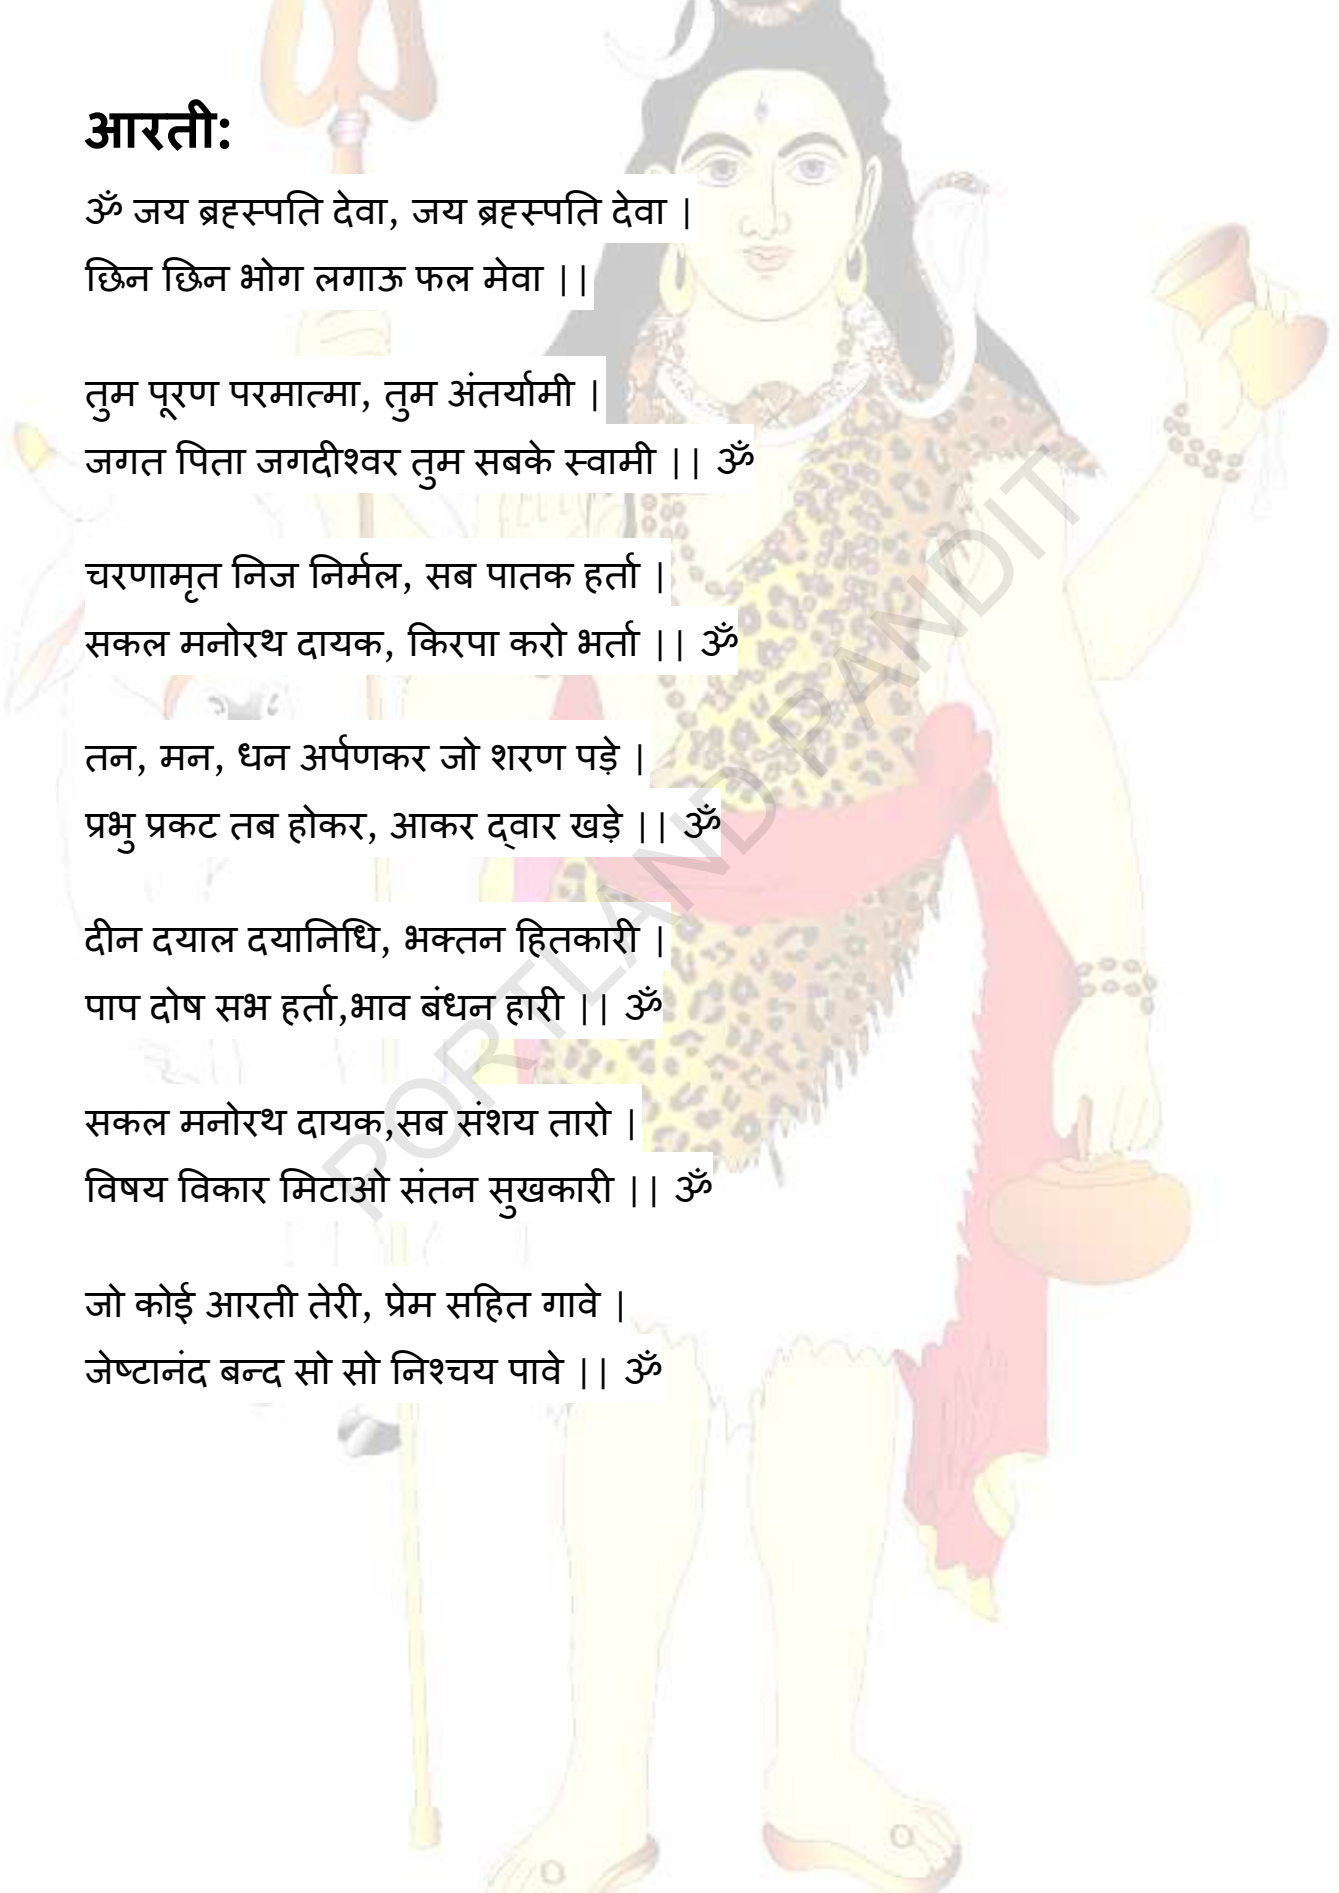 आरती:
ॐ जय ब्रहस्पति देवा, जय ब्रहस्पति देवा |
छिन छिन भोग लगाऊ फल मेवा ||
तुम पूरण परमात्मा, तुम अंतर्यामी |
जगत पिता जगदीश्वर तुम सबके स्वामी || ॐ
चरणामृत निज निर्मल, सब पातक हर्ता |
सकल मनोरथ दायक, किरपा करो भर्ता || ॐ
तन, मन, धन अर्पणकर जो शरण पड़े |
प्रभु प्रकट तब होकर, आकर द्वार खड़े || ॐ
दीन दयाल दयानिधि, भक्तन हितकारी |
पाप दोष सभ हर्ता,भाव बंधन हारी || ॐ
सकल मनोरथ दायक,सब संशय तारो |
विषय विकार मिटाओ संतन सुखकारी || ॐ
जो कोई आरती तेरी, प्रेम सहित गावे |
जेष्टानंद बन्द सो सो निश्चय पावे || ॐ
PORTLAND PANDIT